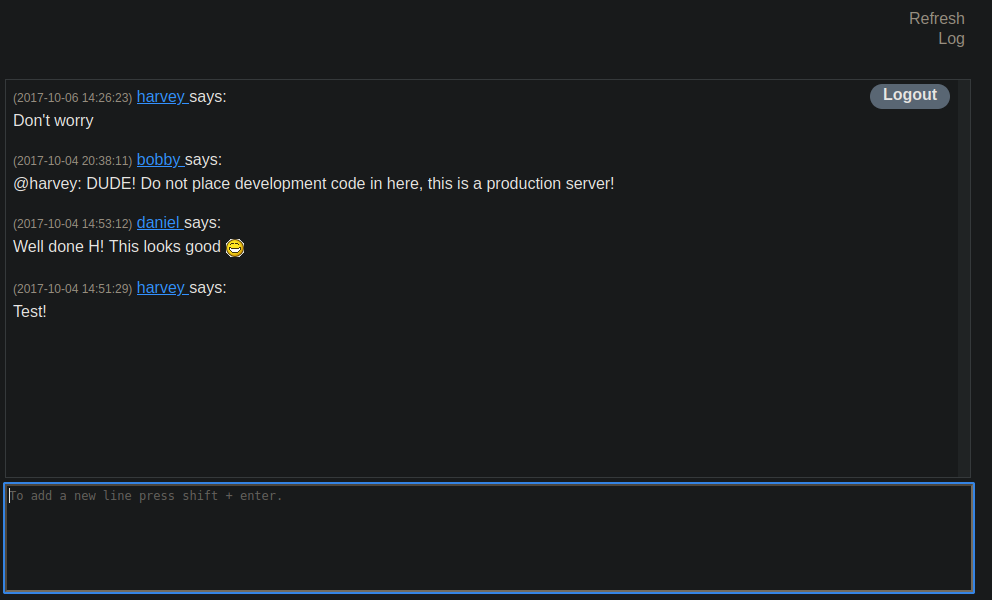 Refresh
Log
(2017-10-06 14:26:23) harvey says:
Logout
Don't worry
(2017-10-04 20:38:11) bobby says:
@harvey: DUDE! Do not place development code in here, this is a production server!
(2017-10-04 14:53:12) daniel says:
Well done H! This looks good
(2017-10-04 14:51:29) harvey says:
Test!
To add a new line press shift + enter.